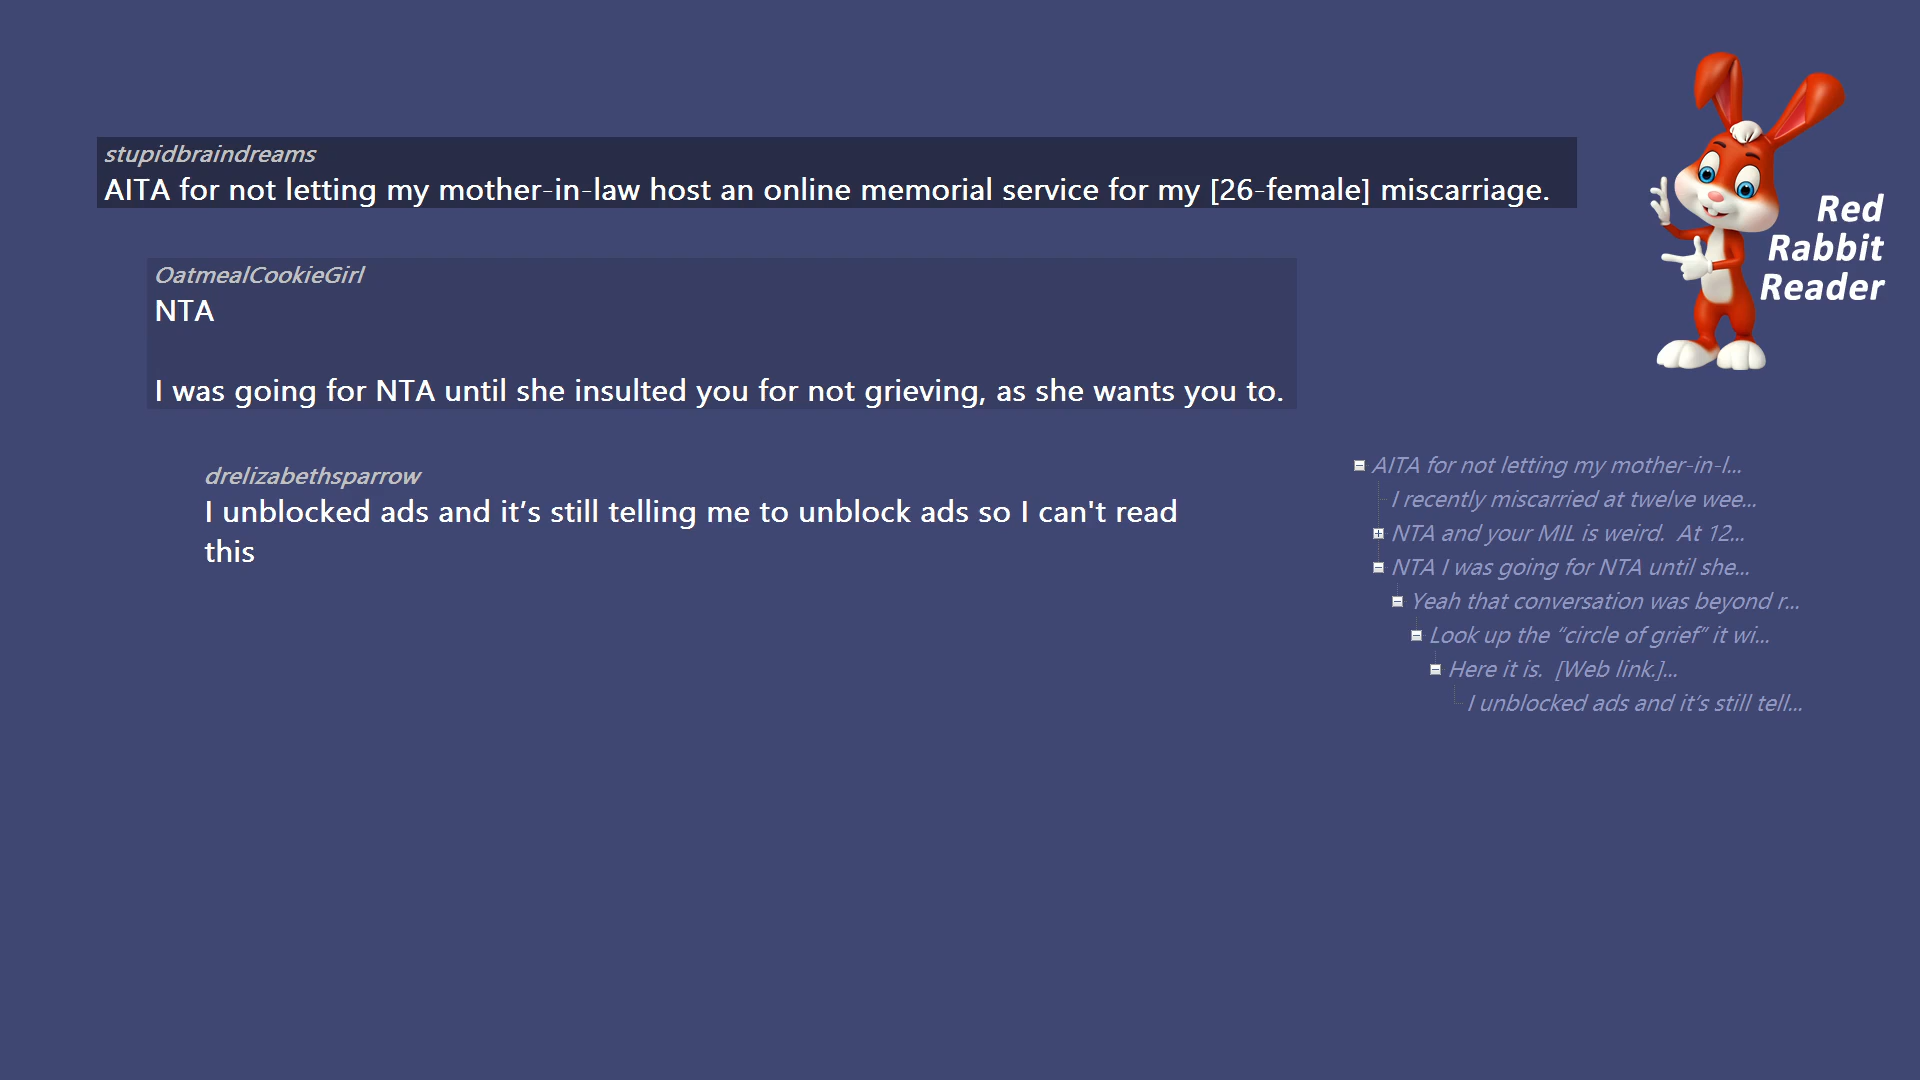 stupidbraindreams
AITA for not letting my mother-in-law host an online memorial service for my [26-female] miscarriage.
OatmealCookieGirl
NTA
I was going for NTA until she insulted you for not grieving, as she wants you to.
drelizabethsparrow
I unblocked ads and it’s still telling me to unblock ads so I can't read
this
Red
Rabbit
Reader
AITA for not letting my mother-in-l...
I recently miscarried at twelve wee...
NTA and your MIL is weird.  At 12...
NTA I was going for NTA until she...
Yeah that conversation was beyond r...
Look up the “circle of grief” it wi...
Here it is.  [Web link.]...
I unblocked ads and it’s still tell...